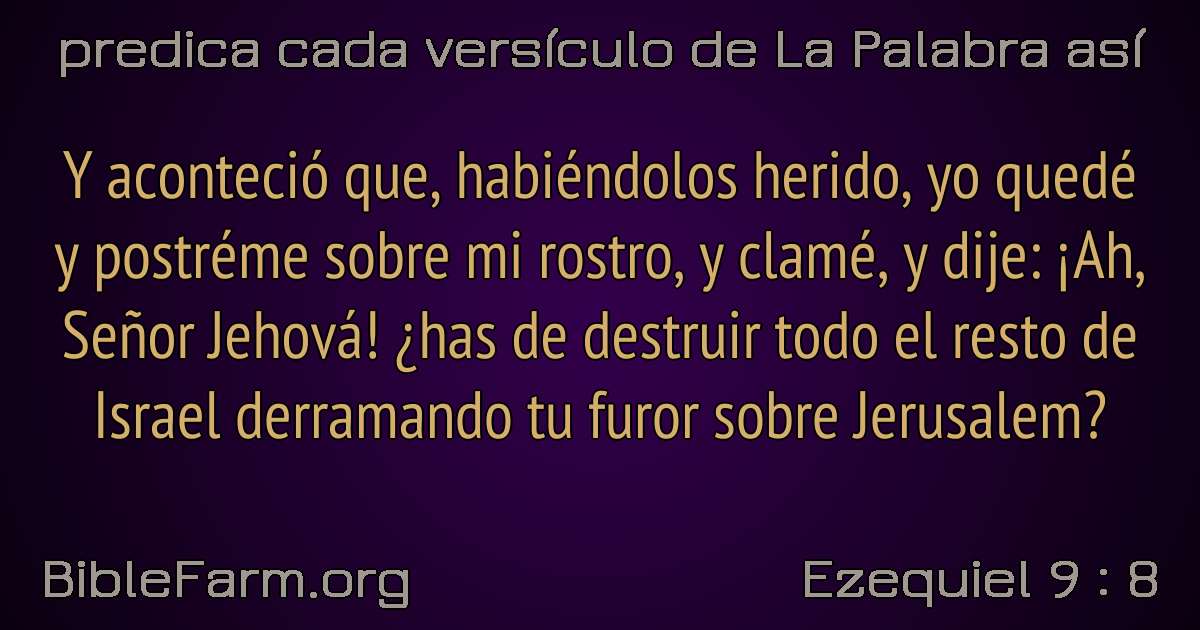 predica cada versículo de La Palabra así
Y aconteció que, habiéndolos herido, yo quedé
y postréme sobre mi rostro, y clamé, y dije: ¡Ah,
Señor Jehová! ¿has de destruir todo el resto de
Israel derramando tu furor sobre Jerusalem?
BibleFarm.org
Ezequiel 9 : 8